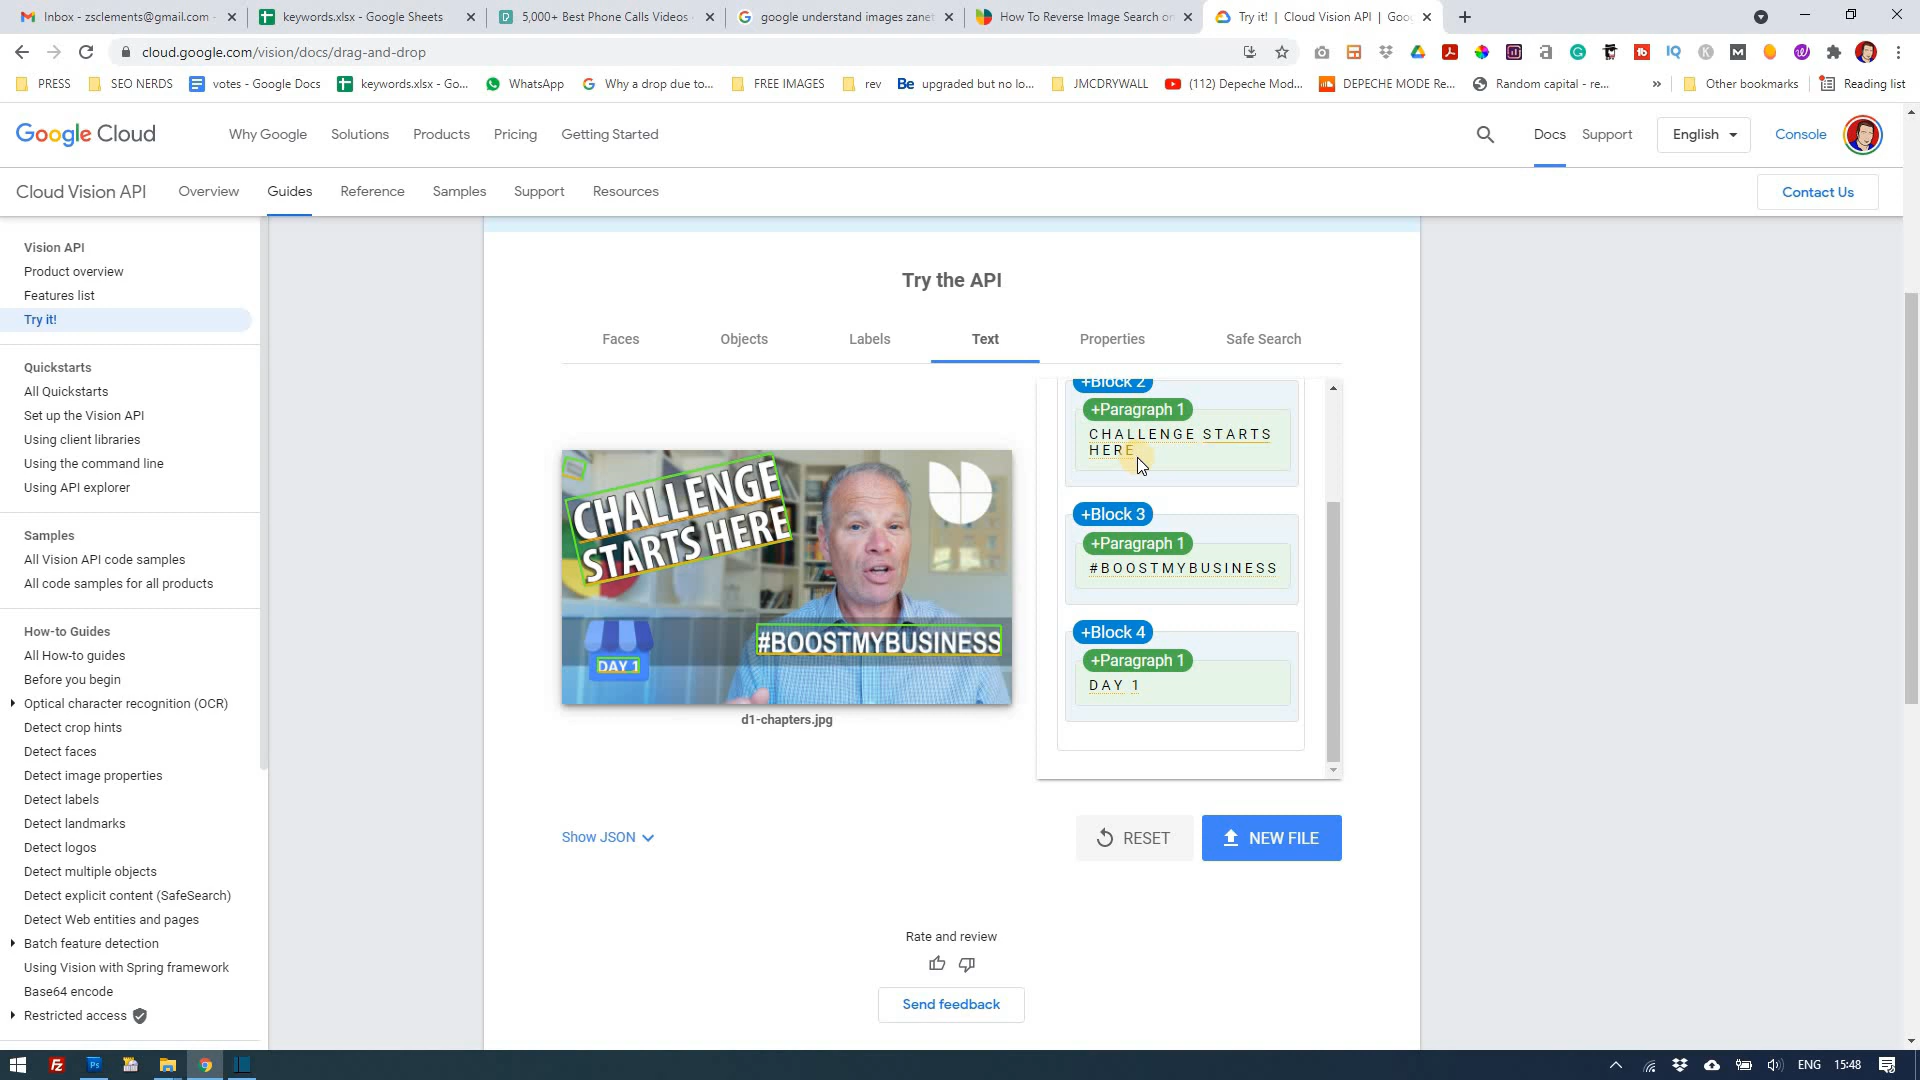 Inbox - zsclements@gmail.com -
keywords.xlsx - Google Sheets
5,000+ Best Phone Calls Videos
google understand images zanet
How To Reverse Image Search on
Try it! | Cloud Vision API | Goo
cloud.google.com/vision/docs/drag-and-drop
PRESS
SEO NERDS
votes - Google Docs
keywords.xlsx - Go...
WhatsApp
Why a drop due to...
FREE IMAGES
rev
upgraded but no lo...
JMCDRYWALL
(112) Depeche Mod...
DEPECHE MODE Re...
Random capital - re...
»
Other bookmarks
Reading list
Google Cloud
Why Google
Solutions
Products
Pricing
Getting Started
Docs
Support
English
Console
Cloud Vision API
Overview
Guides
Reference
Samples
Support
Resources
Contact Us
Vision API
Product overview
Features list
Try it!
Quickstarts
All Quickstarts
Set up the Vision API
Using client libraries
Using the command line
Using API explorer
Samples
All Vision API code samples
All code samples for all products
How-to Guides
All How-to guides
Before you begin
Optical character recognition (OCR)
Detect crop hints
Detect faces
Detect image properties
Detect labels
Detect landmarks
Detect logos
Detect multiple objects
Detect explicit content (SafeSearch)
Detect Web entities and pages
Batch feature detection
Using Vision with Spring framework
Base64 encode
Restricted access
Try the API
Faces
Objects
Labels
Text
Properties
Safe Search
CHALLENGE
STARTS HERE
#BOOSTMYBUSINESS
DAY 1
d1-chapters.jpg
+Block 2
+Paragraph 1
CHALLENGE STARTS
HERE
+Block 3
+Paragraph 1
#BOOSTMYBUSINESS
+Block 4
+Paragraph 1
DAY 1
Show JSON
RESET
NEW FILE
Rate and review
Send feedback
ENG
15:48